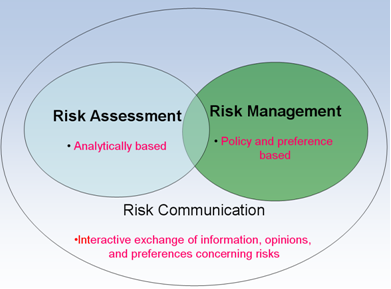 Risk Assessment
• Analytically based
Risk Management
• Policy and preference
based
Risk Communication
•Interactive exchange of information, opinions,
and preferences concerning risks